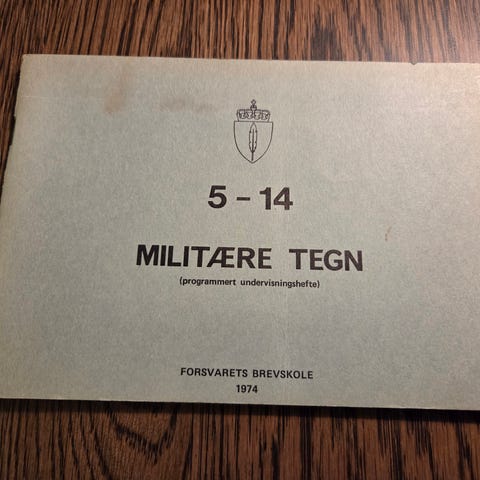 5 - 14
MILITÆRE TEGN
(programmert undervisningshefte)
FORSVARETS BREVSKOLE
1974